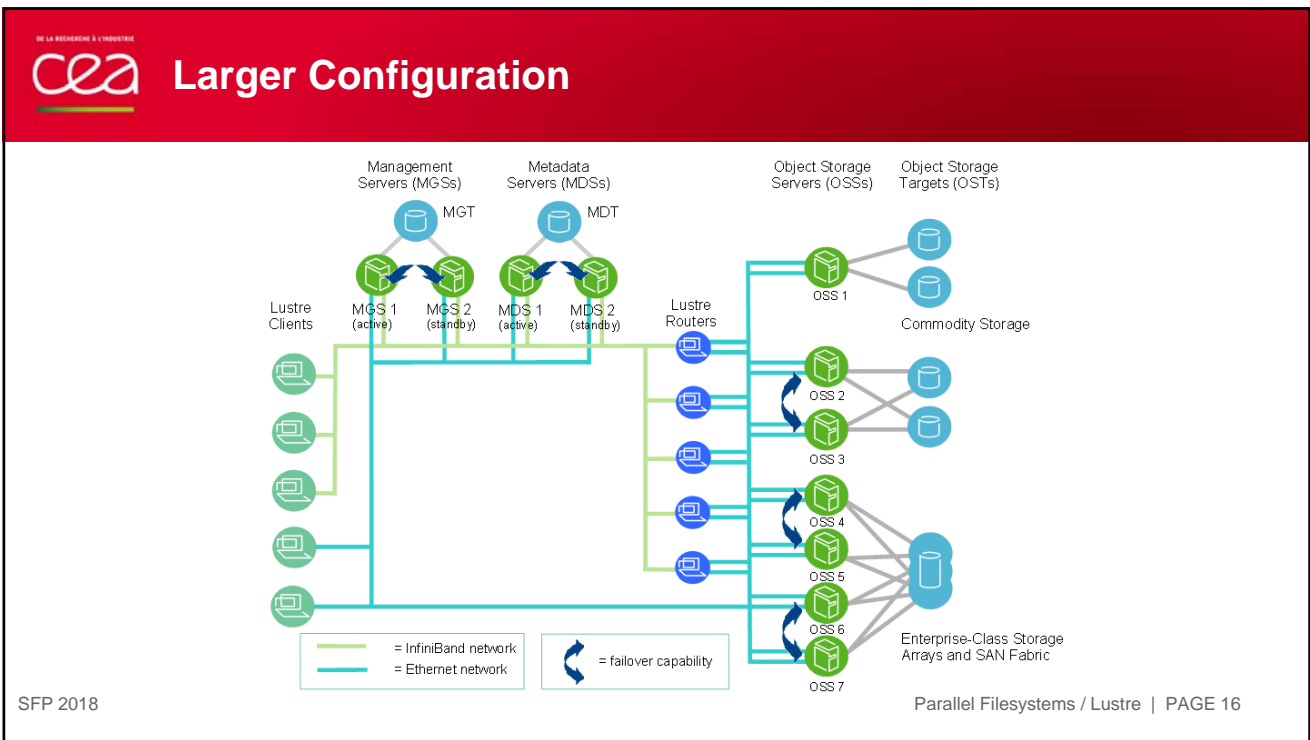 DE LA RECHERCHE À L'INDUSTRIE
cea
Larger Configuration
Management
Servers (MGSs)
Metadata
Servers (MDSs)
Object Storage
Servers (OSSs)
Object Storage
Targets (OSTs)
MGT
MDT
OSS 1
Lustre
Clients
MGS 1
(active)
MGS 2
(standby)
MDS 1
(active)
MDS 2
(standby)
Lustre
Routers
Commodity Storage
OSS 2
OSS 3
OSS 4
OSS 5
OSS 6
Enterprise-Class Storage
Arrays and SAN Fabric
= InfiniBand network
= Ethernet network
= failover capability
OSS 7
SFP 2018
Parallel Filesystems / Lustre | PAGE 16